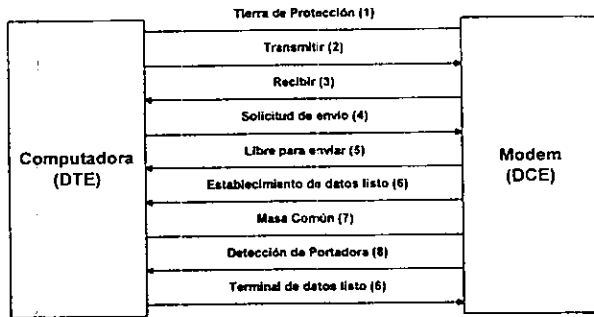 Tierra de Protección (1)
Transmitir (2)
Recibir (3)
Solicitud de envio (4)
Libre para enviar (5)
Establecimiento de datos listo (6)
Masa Común (7)
Detección de Portadora (8)
Terminal de datos listo (6)
Computadora
(DTE)
Modem
(DCE)